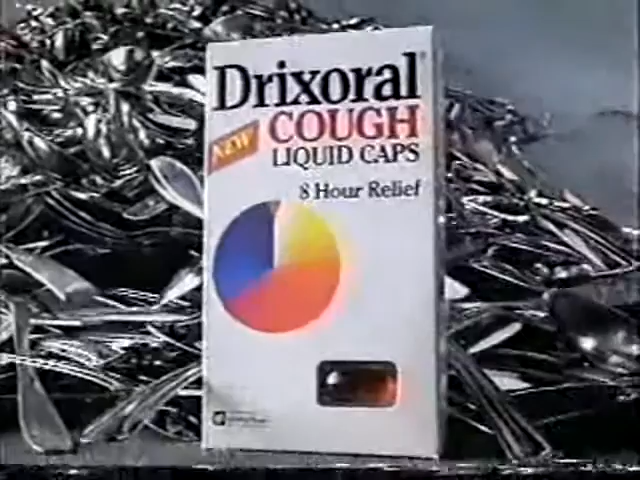 Drixoral®
NEW
COUGH
LIQUID CAPS
8 Hour Relief